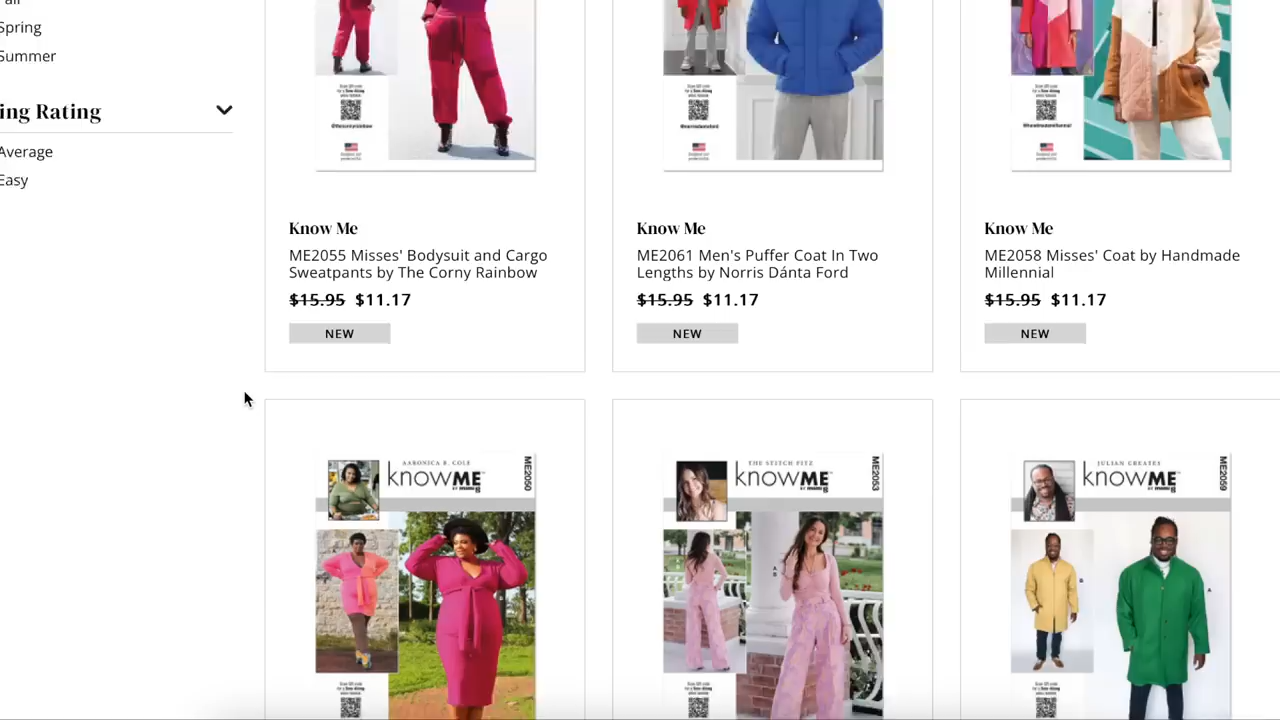 Spring
Summer
ing Rating
Average
Easy
Know Me
ME2055 Misses' Bodysuit and Cargo
Sweatpants by The Corny Rainbow
$15.95 $11.17
NEW
Know Me
ME2061 Men's Puffer Coat In Two
Lengths by Norris Dánta Ford
$15.95 $11.17
NEW
Know Me
ME2058 Misses' Coat by Handmade
Millennial
$15.95 $11.17
NEW
AARONICA B. COLE
knowME
ME2050
THE STITCH FITZ
knowME
ME2053
JULIAN CREATES
knowME
ME2059